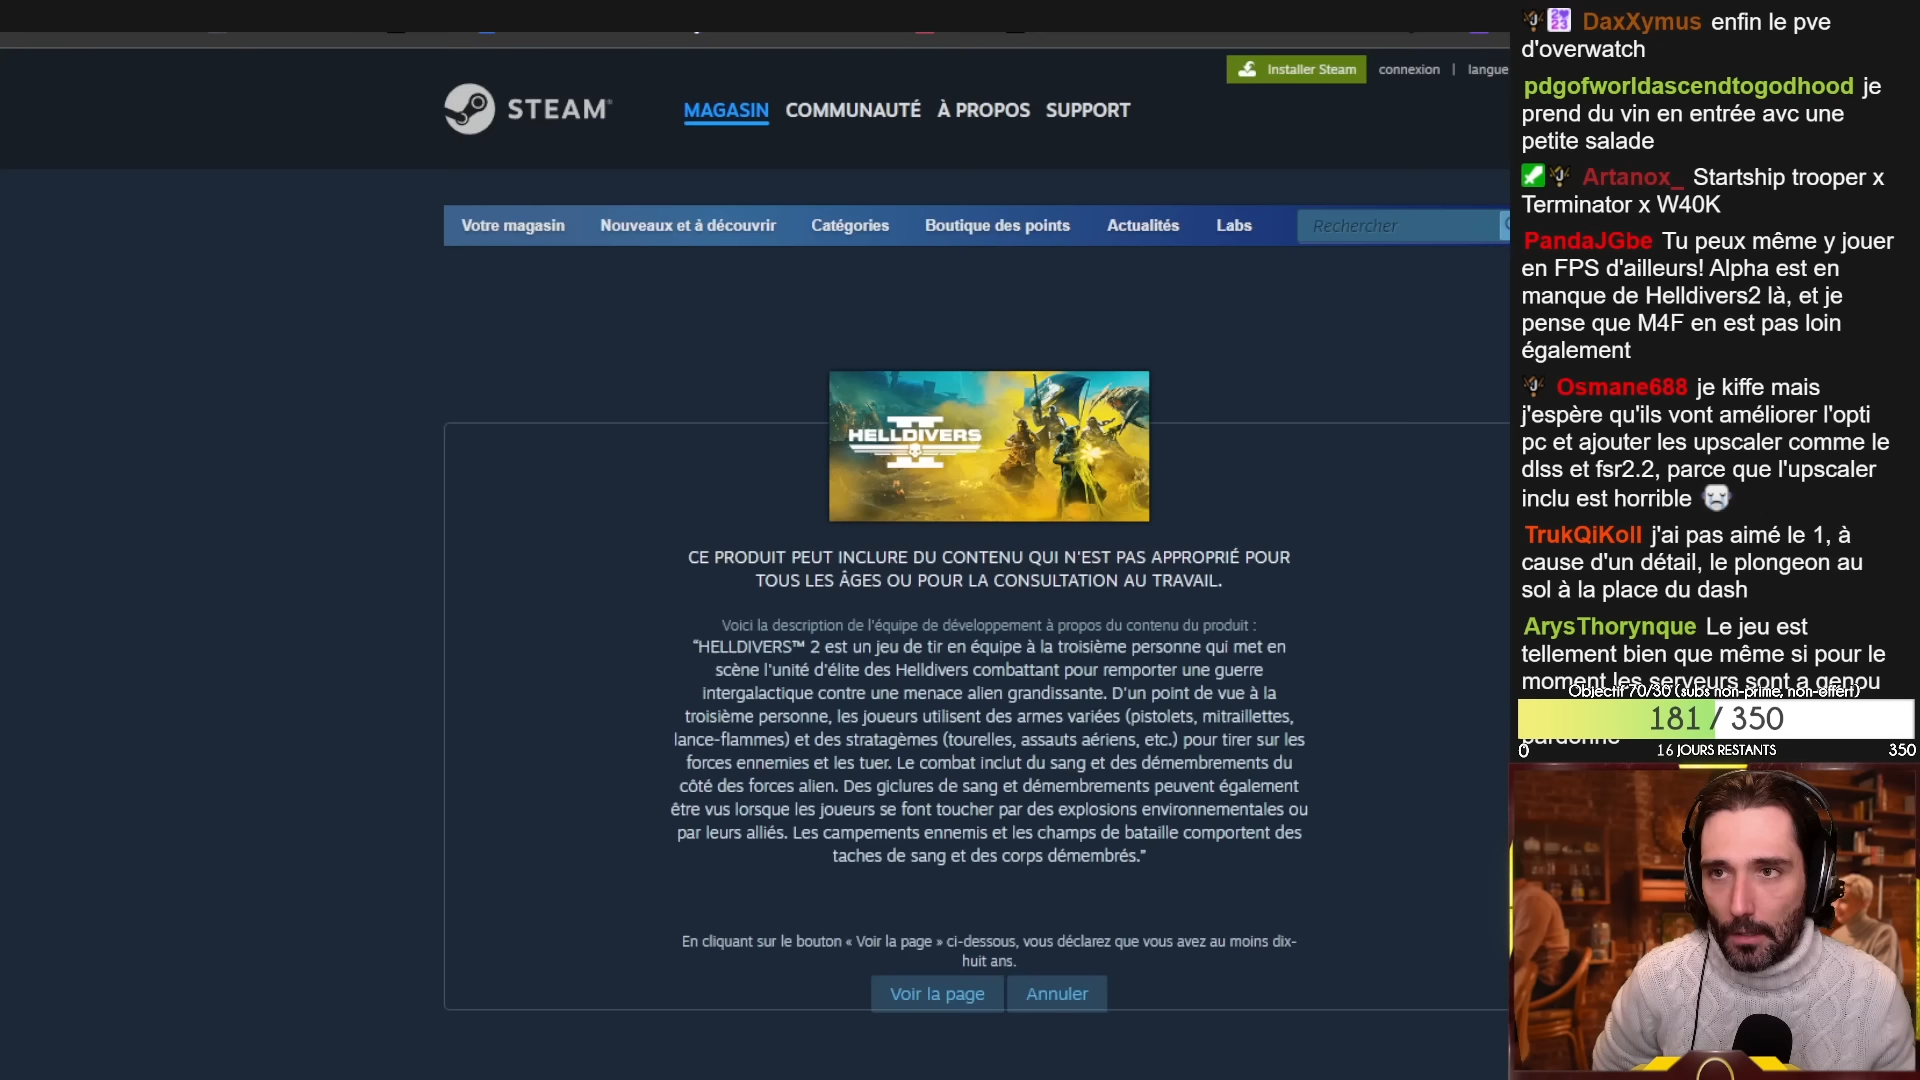 Installer Steam
connexion | langue
STEAM
MAGASIN COMMUNAUTÉ À PROPOS SUPPORT
Votre magasin Nouveaux et à découvrir Catégories Boutique des points Actualités Labs Rechercher
HELLDIVERS
II
CE PRODUIT PEUT INCLURE DU CONTENU QUI N'EST PAS APPROPRIÉ POUR
TOUS LES ÂGES OU POUR LA CONSULTATION AU TRAVAIL.
Voici la description de l'équipe de développement à propos du contenu du produit :
“HELLDIVERS™ 2 est un jeu de tir en équipe à la troisième personne qui met en
scène l'unité d'élite des Helldivers combattant pour remporter une guerre
intergalactique contre une menace alien grandissante. D'un point de vue à la
troisième personne, les joueurs utilisent des armes variées (pistolets, mitraillettes,
lance-flammes) et des stratagèmes (tourelles, assauts aériens, etc.) pour tirer sur les
forces ennemies et les tuer. Le combat inclut du sang et des démembrements du
côté des forces alien. Des giclures de sang et démembrements peuvent également
être vus lorsque les joueurs se font toucher par des explosions environnementales ou
par leurs alliés. Les campements ennemis et les champs de bataille comportent des
taches de sang et des corps démembrés.”
En cliquant sur le bouton « Voir la page » ci-dessous, vous déclarez que vous avez au moins dix-
huit ans.
Voir la page Annuler
DaxXymus enfin le pve
d'overwatch
pdgofworldascendtogodhood je
prend du vin en entrée avc une
petite salade
Artanox_ Startship trooper x
Terminator x W40K
PandaJGbe Tu peux même y jouer
en FPS d'ailleurs! Alpha est en
manque de Helldivers2 là, et je
pense que M4F en est pas loin
également
Osmane688 je kiffe mais
j'espère qu'ils vont améliorer l'opti
pc et ajouter les upscaler comme le
dlss et fsr2.2, parce que l'upscaler
inclu est horrible
TrukQiKoll j'ai pas aimé le 1, à
cause d'un détail, le plongeon au
sol à la place du dash
ArysThorynque Le jeu est
tellement bien que même si pour le
moment les serveurs sont a genou
Objectif 70/30 (subs non-prime, non-offert)
181 / 350
0 16 JOURS RESTANTS 350